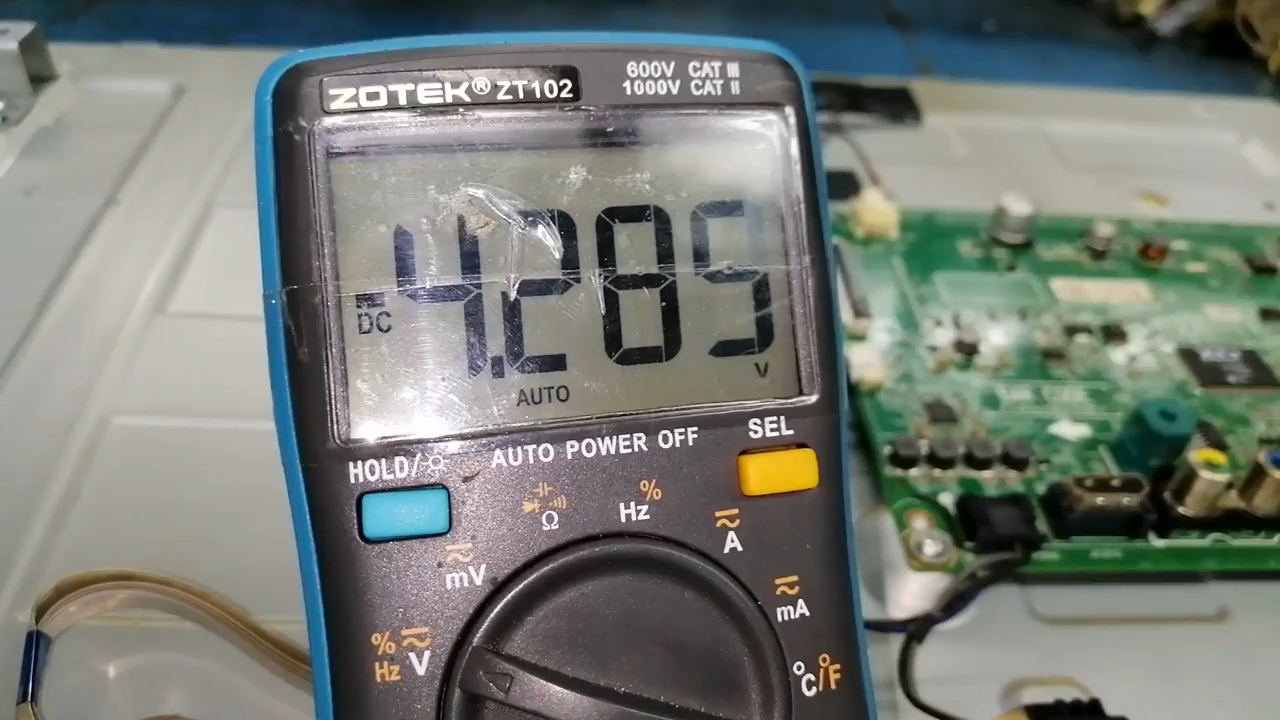 ZOTEK® ZT102
600V CAT III
1000V CAT II
4.285
DC
AUTO
V
HOLD/
AUTO POWER OFF
SEL
Ω
Hz %
A
mV
mA
% Hz V
°C/°F